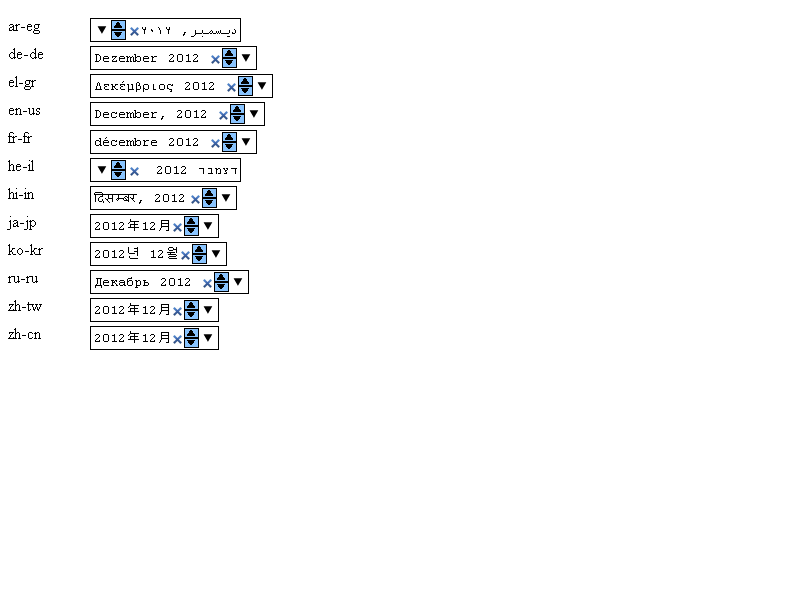 ar-eg ديسمبر, ٢٠١٢
de-de Dezember 2012
el-gr Δεκέμβριος 2012
en-us December, 2012
fr-fr décembre 2012
he-il דצמבר 2012
hi-in दिसम्बर, 2012
ja-jp 2012年12月
ko-kr 2012년 12월
ru-ru Декабрь 2012
zh-tw 2012年12月
zh-cn 2012年12月